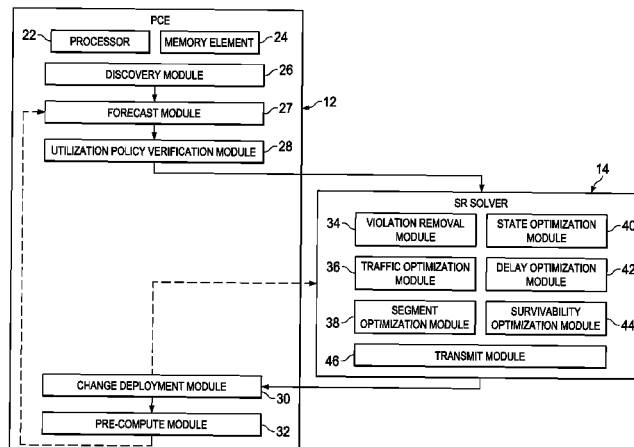 PCE
22
PROCESSOR
MEMORY ELEMENT
24
DISCOVERY MODULE
26
FORECAST MODULE
27
12
UTILIZATION POLICY VERIFICATION MODULE
28
14
SR SOLVER
34
VIOLATION REMOVAL
MODULE
STATE OPTIMIZATION
MODULE
40
36
TRAFFIC OPTIMIZATION
MODULE
DELAY OPTIMIZATION
MODULE
42
38
SEGMENT
OPTIMIZATION MODULE
SURVIVABILITY
OPTIMIZATION MODULE
44
46
TRANSMIT MODULE
CHANGE DEPLOYMENT MODULE
30
PRE-COMPUTE MODULE
32